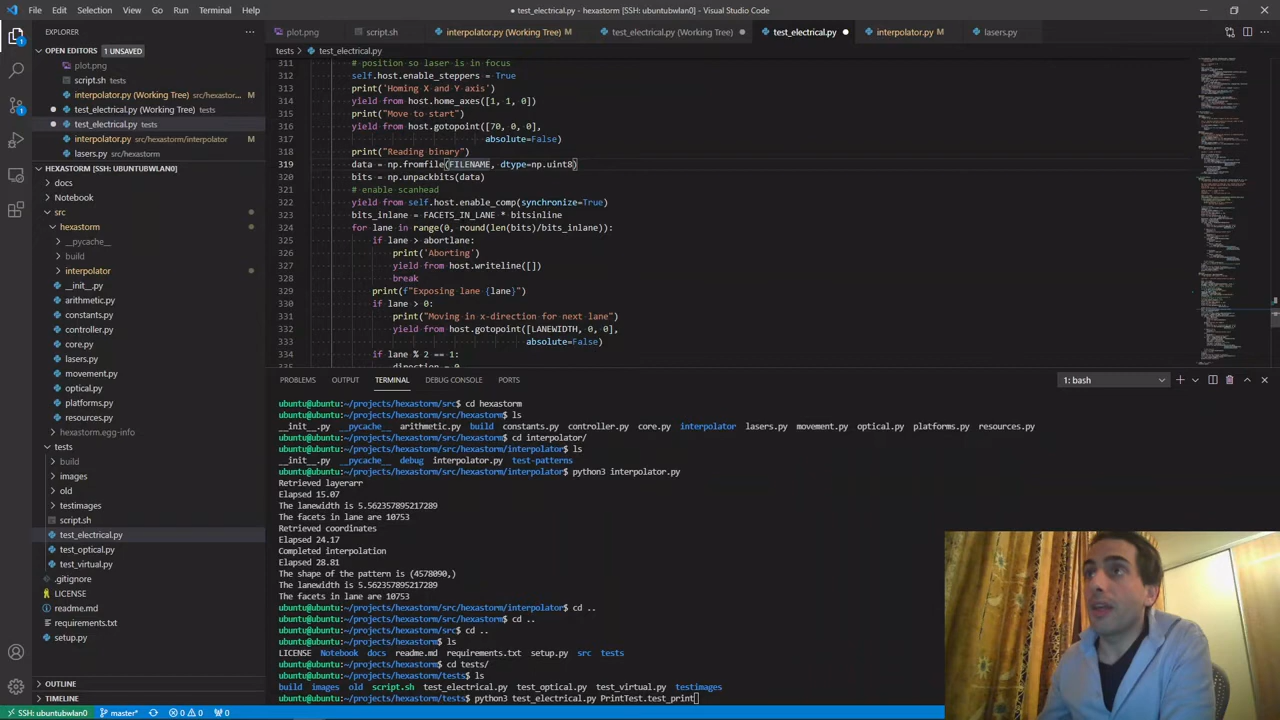 File Edit Selection View Go Run Terminal Help
● test_electrical.py - hexastorm [SSH: ubuntubwlan0] - Visual Studio Code
EXPLORER
OPEN EDITORS 1 UNSAVED
plot.png
script.sh tests
interpolator.py (Working Tree) src/hexastor... M
test_electrical.py (Working Tree) tests
test_electrical.py tests
interpolator.py src/hexastorm/interpolator M
lasers.py src/hexastorm
HEXASTORM [SSH: UBUNTUBWLAN0]
docs
Notebook
src
hexastorm
__pycache__
build
interpolator
__init__.py
arithmetic.py
constants.py
controller.py
core.py
lasers.py
movement.py
optical.py
platforms.py
resources.py
hexastorm.egg-info
tests
build
images
old
testimages
script.sh
test_electrical.py
test_optical.py
test_virtual.py
.gitignore
LICENSE
readme.md
requirements.txt
setup.py
OUTLINE
TIMELINE
plot.png script.sh interpolator.py (Working Tree) M test_electrical.py (Working Tree) test_electrical.py interpolator.py M lasers.py
tests > test_electrical.py
311 # position so laser is in focus
312 self.host.enable_steppers = True
313 print('Homing X and Y axis')
314 yield from host.home_axes([1, 1, 0])
315 print("Move to start")
316 yield from host.gotopoint([70, 0, 0],
317 absolute=False)
318 print("Reading binary")
319 data = np.fromfile(FILENAME, dtype=np.uint8)
320 bits = np.unpackbits(data)
321 # enable scanhead
322 yield from self.host.enable_comp(synchronize=True)
323 bits_inlane = FACETS_IN_LANE * bitsinline
324 for lane in range(0, round(len(bits)/bits_inlane)):
325 if lane > abortlane:
326 print('Aborting')
327 yield from host.writeline([])
328 break
329 print(f"Exposing lane {lane}")
330 if lane > 0:
331 print("Moving in x-direction for next lane")
332 yield from host.gotopoint([LANEWIDTH, 0, 0],
333 absolute=False)
334 if lane % 2 == 1:
335 direction = 0
PROBLEMS OUTPUT TERMINAL DEBUG CONSOLE PORTS
1: bash
ubuntu@ubuntu:~/projects/hexastorm/src$ cd hexastorm
ubuntu@ubuntu:~/projects/hexastorm/src/hexastorm$ ls
__init__.py __pycache__ arithmetic.py build constants.py controller.py core.py interpolator lasers.py movement.py optical.py platforms.py resources.py
ubuntu@ubuntu:~/projects/hexastorm/src/hexastorm$ cd interpolator/
ubuntu@ubuntu:~/projects/hexastorm/src/hexastorm/interpolator$ ls
__init__.py __pycache__ debug interpolator.py test-patterns
ubuntu@ubuntu:~/projects/hexastorm/src/hexastorm/interpolator$ python3 interpolator.py
Retrieved layerarr
Elapsed 15.07
The lanewidth is 5.562357895217289
The facets in lane are 10753
Retrieved coordinates
Elapsed 24.17
Completed interpolation
Elapsed 28.81
The shape of the pattern is (4578090,)
The lanewidth is 5.562357895217289
The facets in lane are 10753
ubuntu@ubuntu:~/projects/hexastorm/src/hexastorm/interpolator$ cd ..
ubuntu@ubuntu:~/projects/hexastorm/src/hexastorm$ cd ..
ubuntu@ubuntu:~/projects/hexastorm/src$ cd ..
ubuntu@ubuntu:~/projects/hexastorm$ ls
LICENSE Notebook docs readme.md requirements.txt setup.py src tests
ubuntu@ubuntu:~/projects/hexastorm$ cd tests/
ubuntu@ubuntu:~/projects/hexastorm/tests$ ls
build images old script.sh test_electrical.py test_optical.py test_virtual.py testimages
ubuntu@ubuntu:~/projects/hexastorm/tests$ python3 test_electrical.py PrintTest.test_print
SSH: ubuntubwlan0 master* 0 0 0